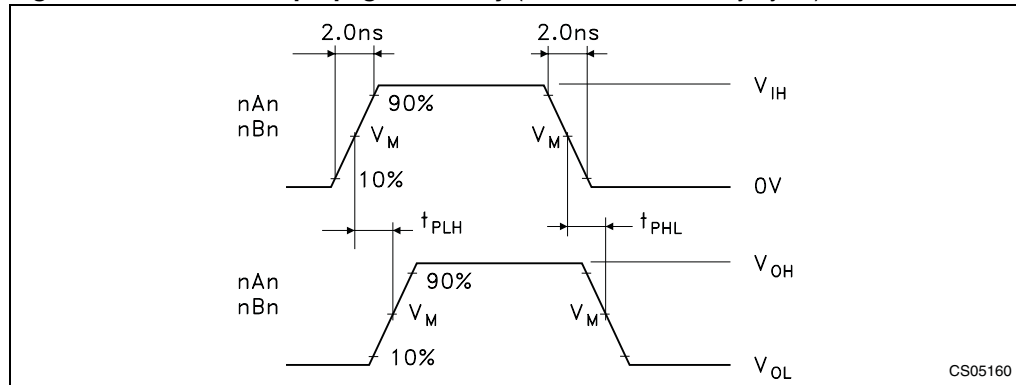 2.0ns 2.0ns
V_IH
nAn
nBn
90%
V_M V_M
10%
0V
t_PLH t_PHL
V_OH
nAn
nBn
90%
V_M V_M
10%
V_OL
CS05160